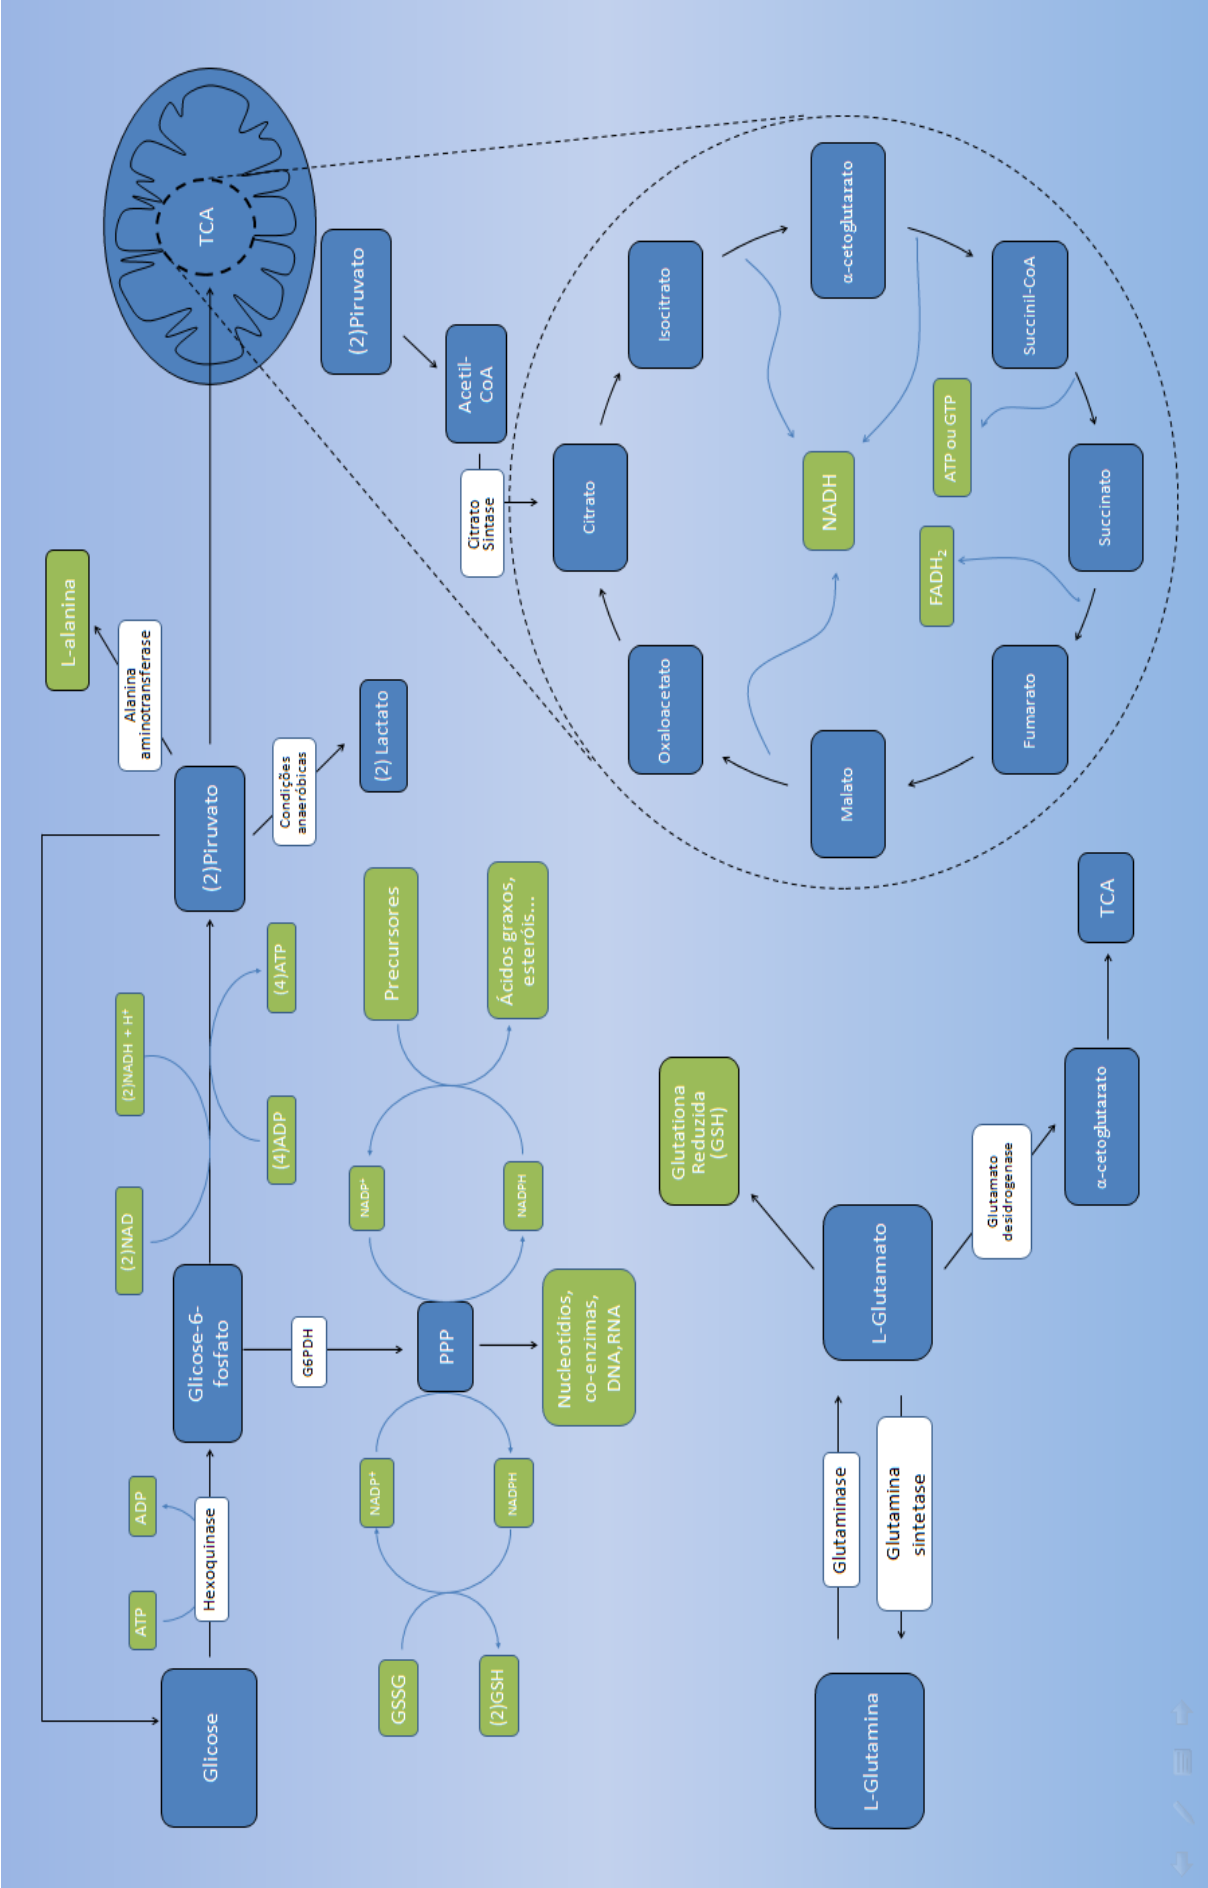 L-alanina
Alanina
aminotransferase
TCA
(2)NAD
(2)NADH + H⁺
ATP
ADP
Glicose
Hexoquinase
Glicose-6-
fosfato
(2)Piruvato
(4)ADP
(4)ATP
G6PDH
Condições
anaeróbicas
(2) Lactato
(2)Piruvato
GSSG
NADP⁺
NADP⁺
Precursores
PPP
Acetil-
CoA
Citrato
Sintase
(2)GSH
NADPH
NADPH
Ácidos graxos,
esteróis...
Nucleotídios,
co-enzimas,
DNA,RNA
Citrato
Isocitrato
Oxaloacetato
α-cetoglutarato
NADH
Malato
FADH₂
ATP ou GTP
Succinil-CoA
Fumarato
Succinato
Glutationa
Reduzida
(GSH)
L-Glutamina
Glutaminase
Glutamina
sintetase
L-Glutamato
Glutamato
desidrogenase
α-cetoglutarato
TCA